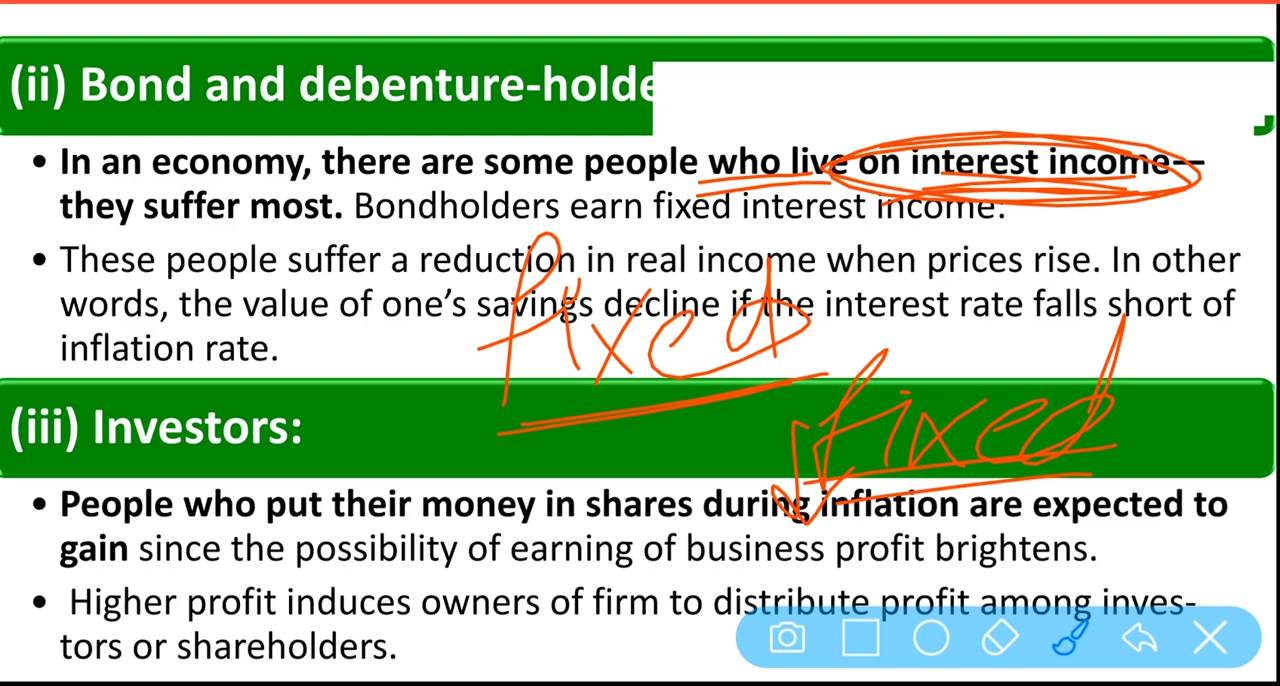 (ii) Bond and debenture-holde
• In an economy, there are some people who live on interest income—
they suffer most. Bondholders earn fixed interest income.
• These people suffer a reduction in real income when prices rise. In other
words, the value of one’s savings decline if the interest rate falls short of
inflation rate.
fixed
fixed
(iii) Investors:
• People who put their money in shares during inflation are expected to
gain since the possibility of earning of business profit brightens.
• Higher profit induces owners of firm to distribute profit among inves-
tors or shareholders.